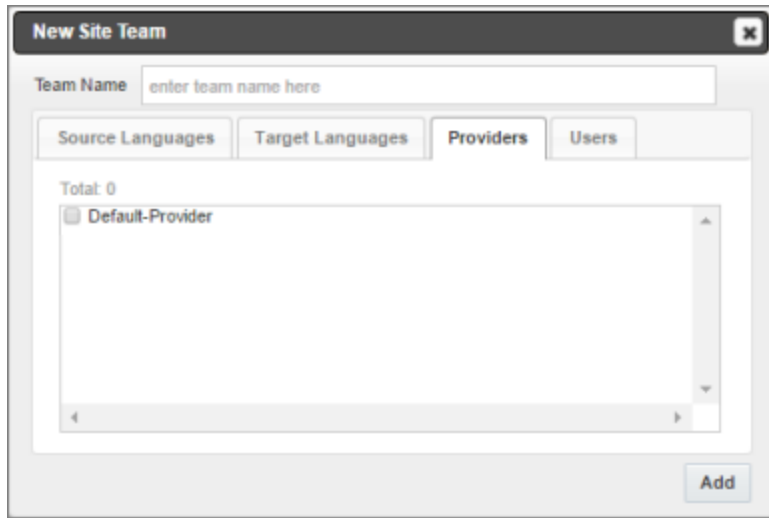 New Site Team
Team Name enter team name here
Source Languages Target Languages Providers Users
Total: 0
Default-Provider
Add